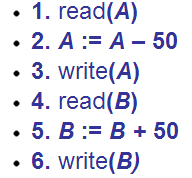 • 1. read(A)
• 2. A := A – 50
• 3. write(A)
• 4. read(B)
• 5. B := B + 50
• 6. write(B)